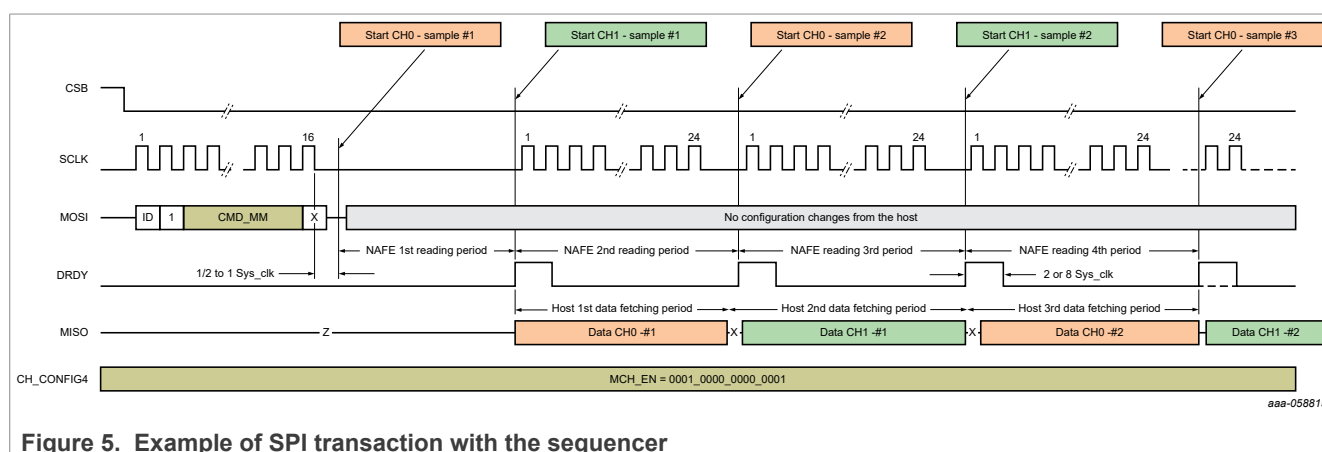 Start CH0 - sample #1
Start CH1 - sample #1
Start CH0 - sample #2
Start CH1 - sample #2
Start CH0 - sample #3
CSB
1
16
1
24
1
24
1
24
24
SCLK
MOSI
ID
1
CMD_MM
X
No configuration changes from the host
NAFE 1st reading period
NAFE 2nd reading period
NAFE reading 3rd period
NAFE reading 4th period
DRDY
1/2 to 1 Sys_clk
2 or 8 Sys_clk
Host 1st data fetching period
Host 2nd data fetching period
Host 3rd data fetching period
MISO
Z
Data CH0 -#1
X
Data CH1 -#1
X
Data CH0 -#2
Data CH1 -#2
CH_CONFIG4
MCH_EN = 0001_0000_0000_0001
Figure 5. Example of SPI transaction with the sequencer